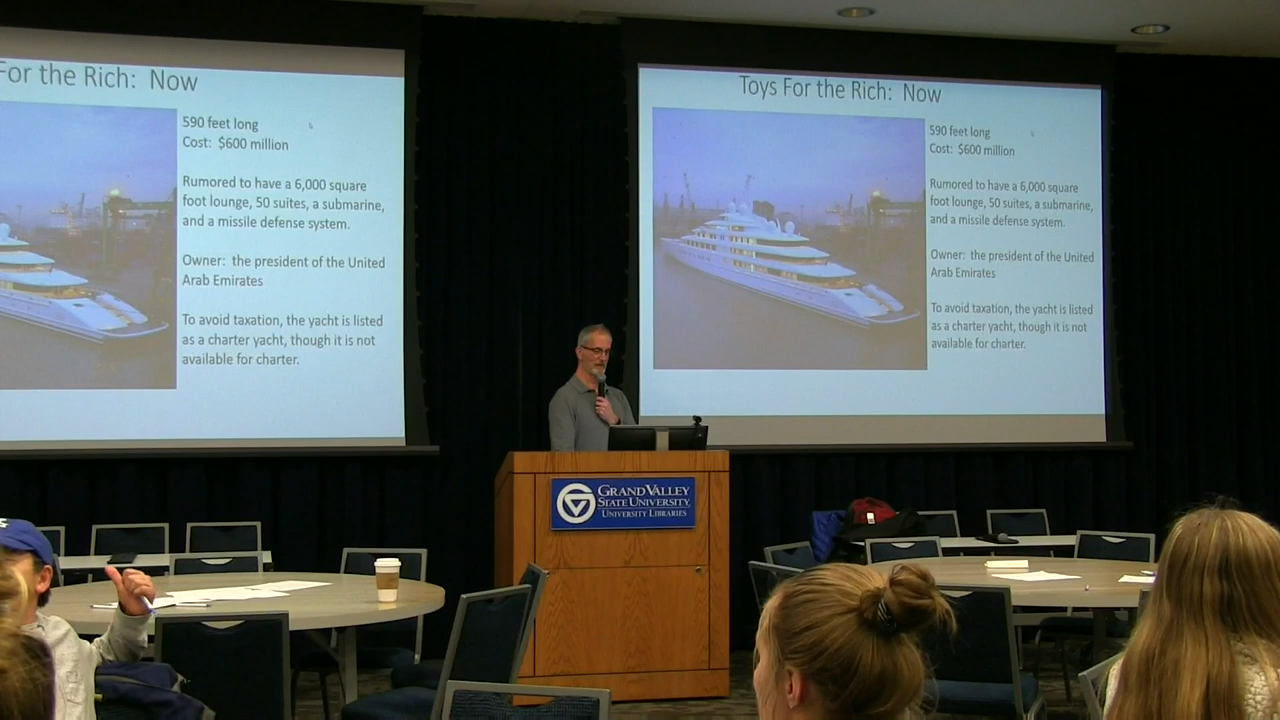 For the Rich: Now
590 feet long
Cost: $600 million
Rumored to have a 6,000 square
foot lounge, 50 suites, a submarine,
and a missile defense system.
Owner: the president of the United
Arab Emirates
To avoid taxation, the yacht is listed
as a charter yacht, though it is not
available for charter.
Toys For the Rich: Now
590 feet long
Cost: $600 million
Rumored to have a 6,000 square
foot lounge, 50 suites, a submarine,
and a missile defense system.
Owner: the president of the United
Arab Emirates
To avoid taxation, the yacht is listed
as a charter yacht, though it is not
available for charter.
GRAND VALLEY
STATE UNIVERSITY
UNIVERSITY LIBRARIES